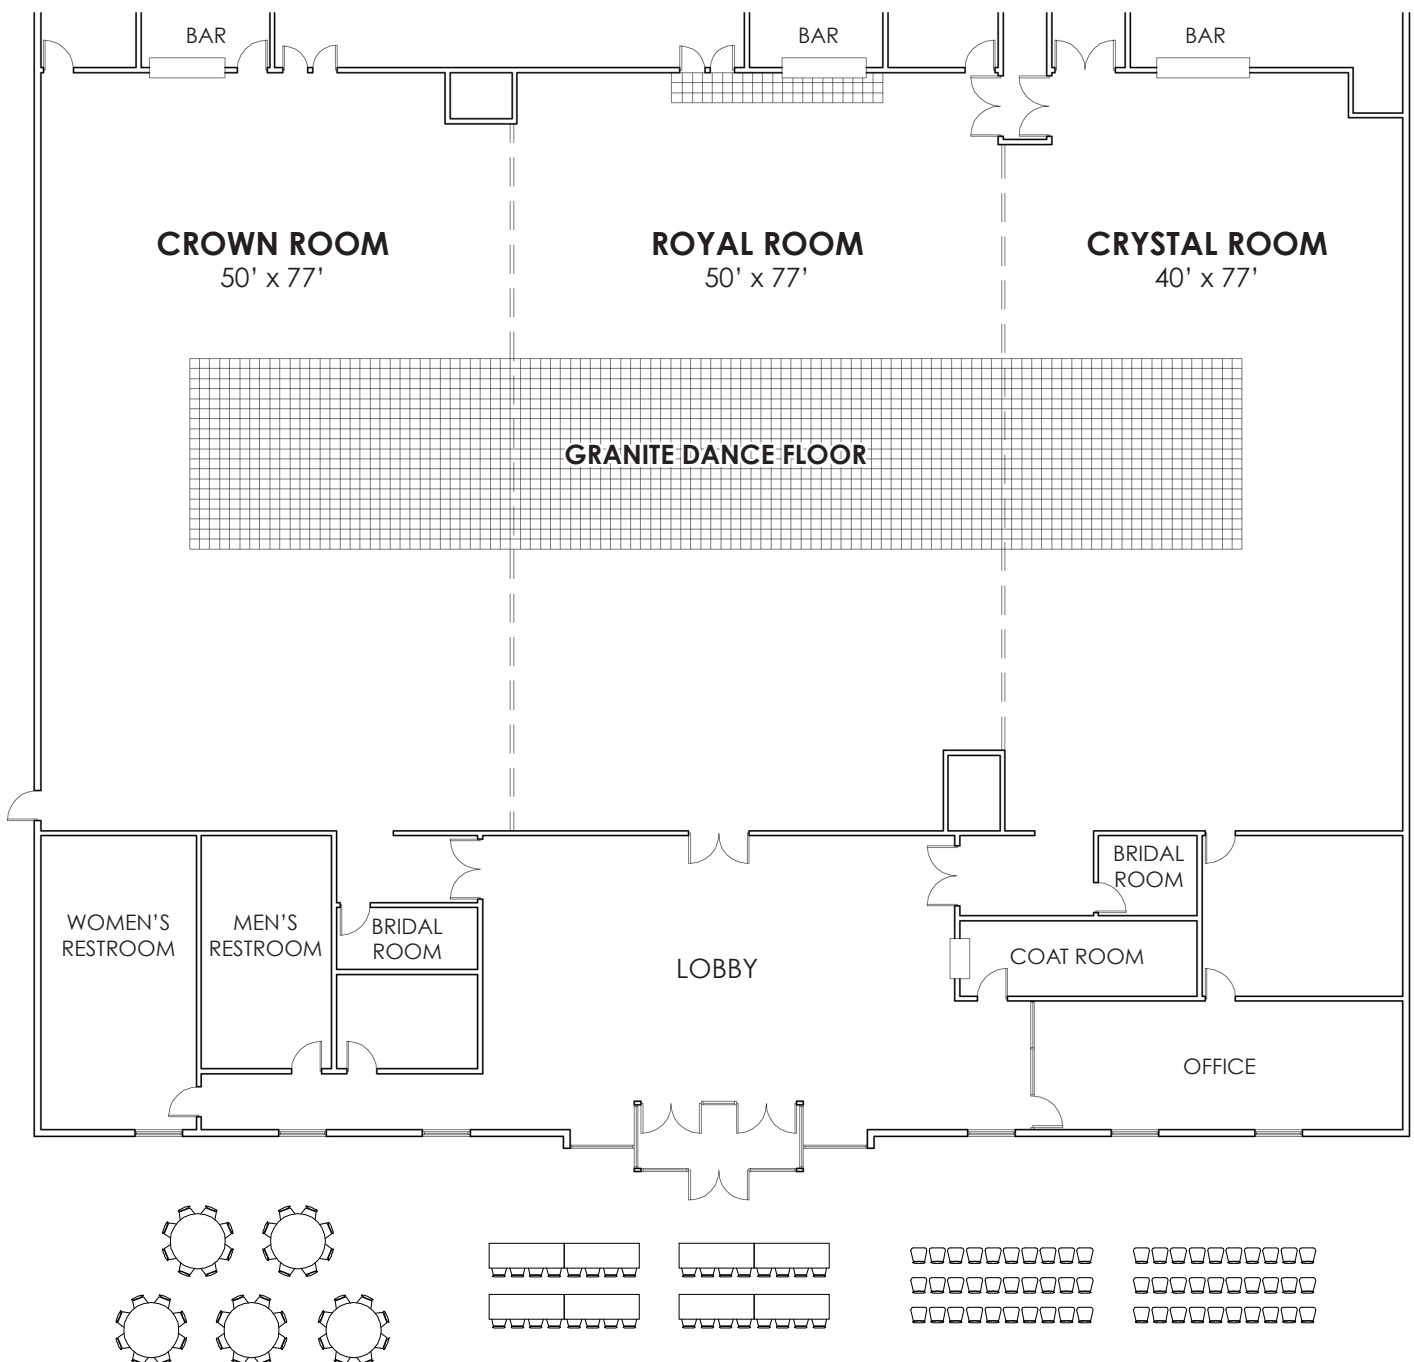 BAR
BAR
BAR
CROWN ROOM
50’ x 77’
ROYAL ROOM
50’ x 77’
CRYSTAL ROOM
40’ x 77’
GRANITE DANCE FLOOR
WOMEN’S
RESTROOM
MEN’S
RESTROOM
BRIDAL
ROOM
LOBBY
BRIDAL
ROOM
COAT ROOM
OFFICE